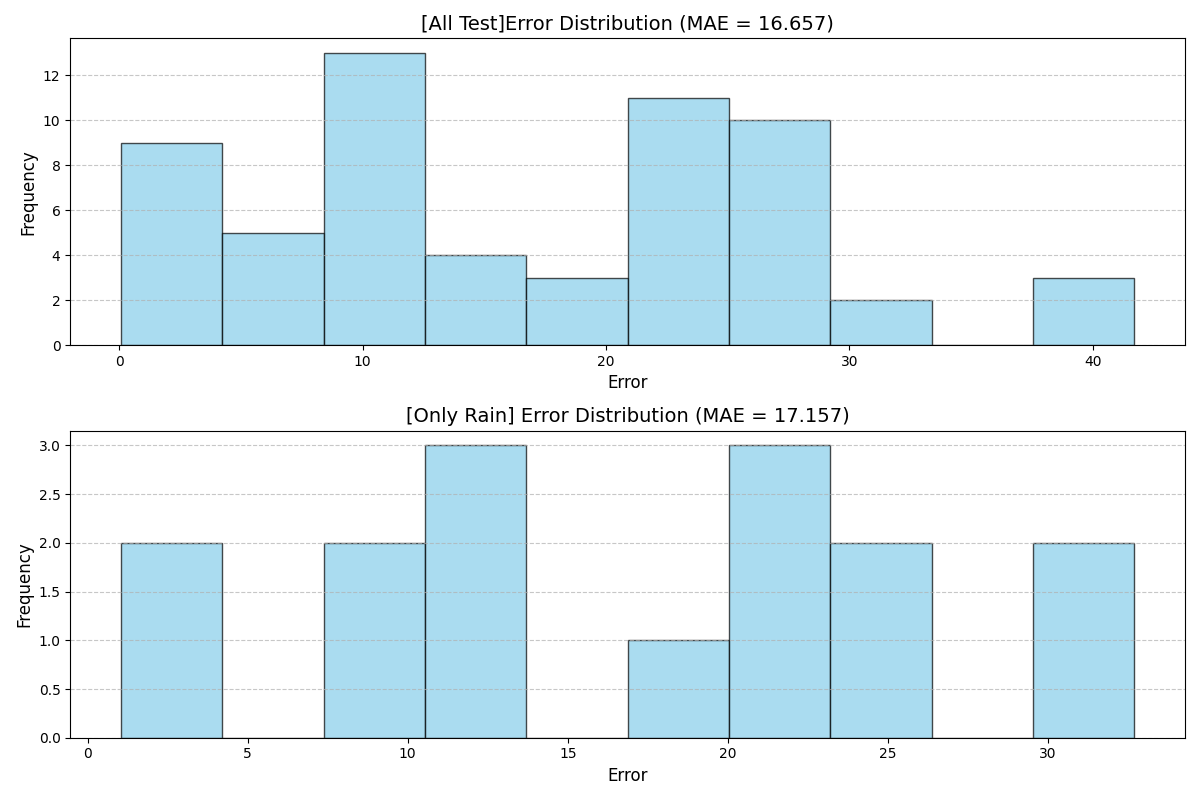 [All Test]Error Distribution (MAE = 16.657)
Frequency
12
10
8
6
4
2
0
0 10 20 30 40
Error
[Only Rain] Error Distribution (MAE = 17.157)
Frequency
3.0
2.5
2.0
1.5
1.0
0.5
0.0
0 5 10 15 20 25 30
Error